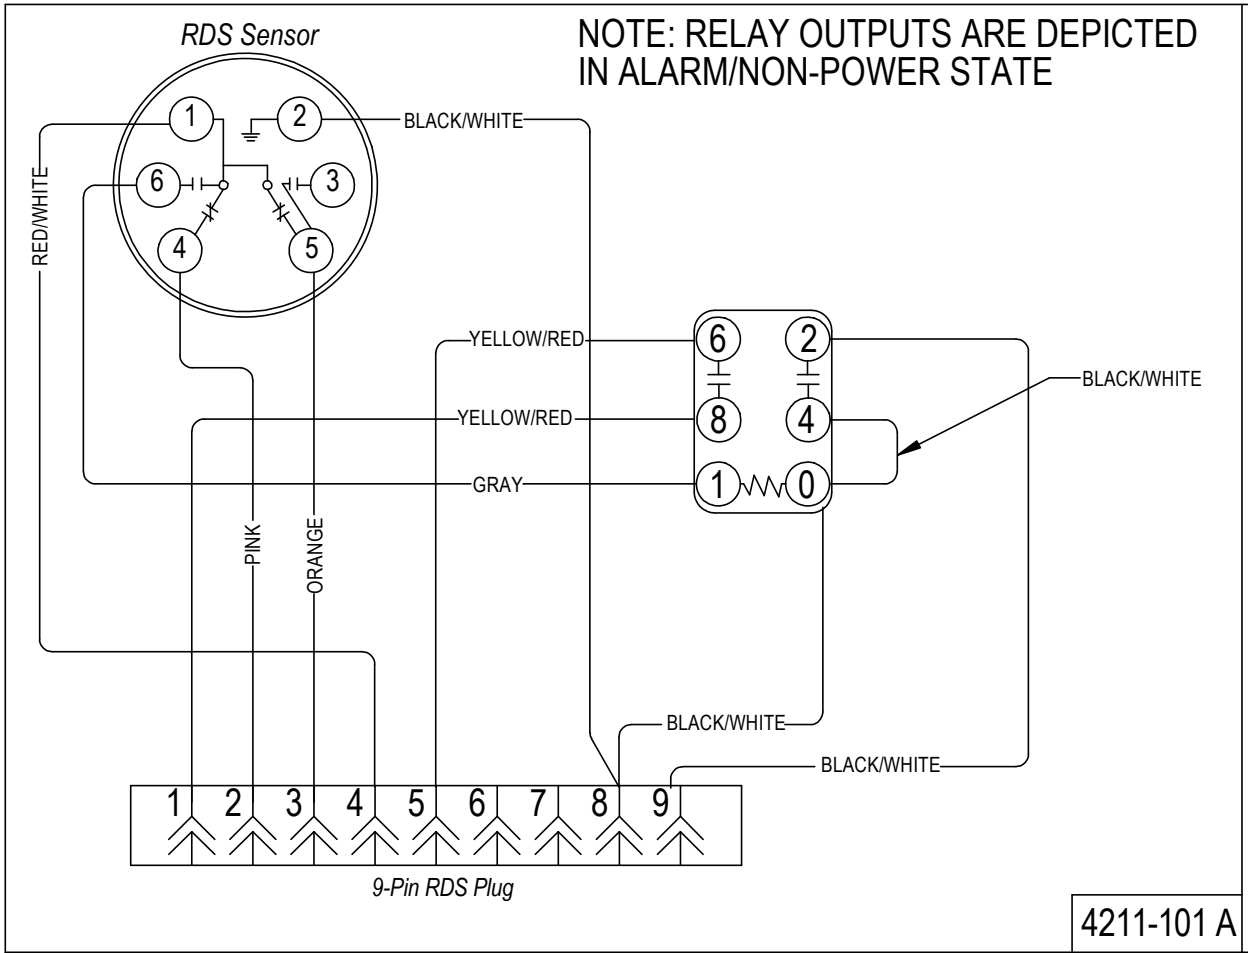 RDS Sensor
NOTE: RELAY OUTPUTS ARE DEPICTED
IN ALARM/NON-POWER STATE
1
2
BLACK/WHITE
6
3
RED/WHITE
4
5
YELLOW/RED
6
2
BLACK/WHITE
YELLOW/RED
8
4
GRAY
1
0
PINK
ORANGE
BLACK/WHITE
BLACK/WHITE
1 2 3 4 5 6 7 8 9
9-Pin RDS Plug
4211-101 A